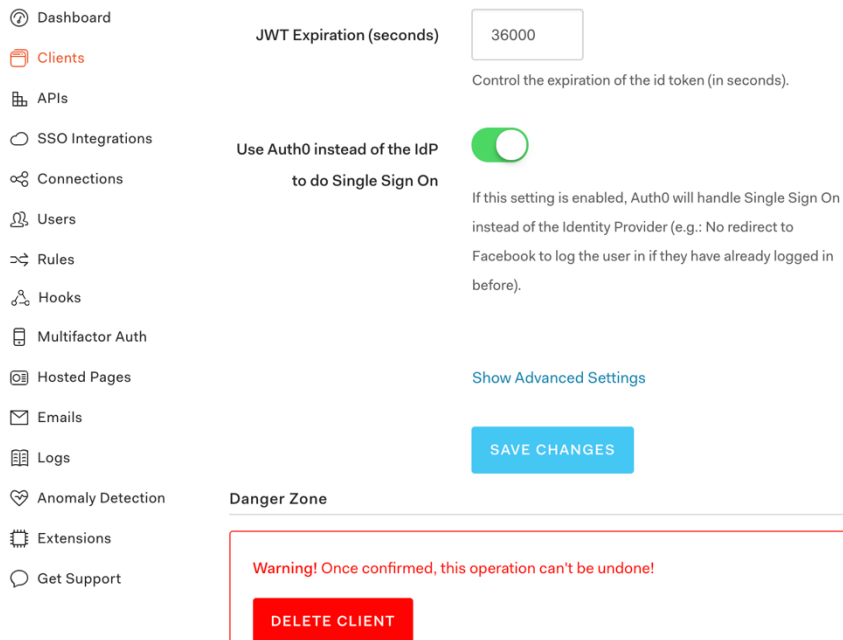 Dashboard
Clients
APIs
SSO Integrations
Connections
Users
Rules
Hooks
Multifactor Auth
Hosted Pages
Emails
Logs
Anomaly Detection
Extensions
Get Support
JWT Expiration (seconds)
36000
Control the expiration of the id token (in seconds).
Use Auth0 instead of the IdP
to do Single Sign On
If this setting is enabled, Auth0 will handle Single Sign On
instead of the Identity Provider (e.g.: No redirect to
Facebook to log the user in if they have already logged in
before).
Show Advanced Settings
SAVE CHANGES
Danger Zone
Warning! Once confirmed, this operation can't be undone!
DELETE CLIENT